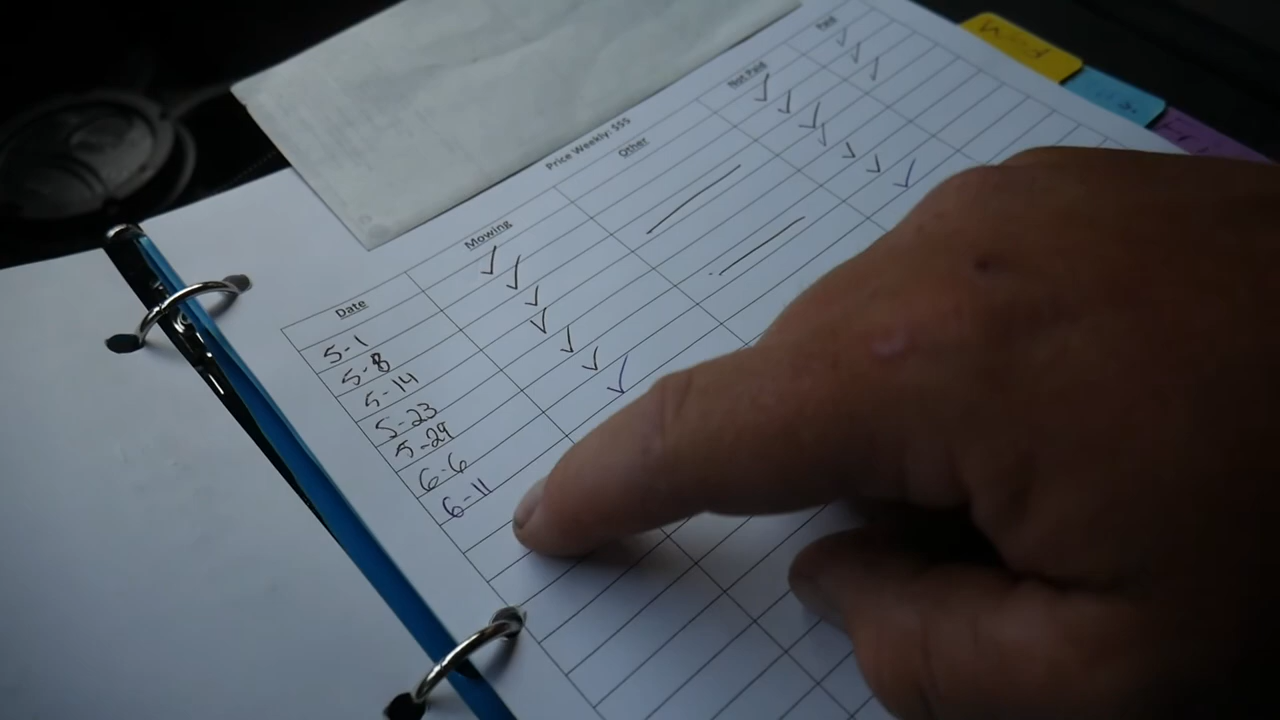 Price Weekly: $$$
Date Mowing Other Not Paid Paid
5-1 ✓ ✓ ✓
5-8 ✓ ✓ ✓
5-14 ✓ ✓ ✓
5-23 ✓ ✓
5-29 ✓ ✓
6-6 ✓ ✓
6-11 ✓ ✓